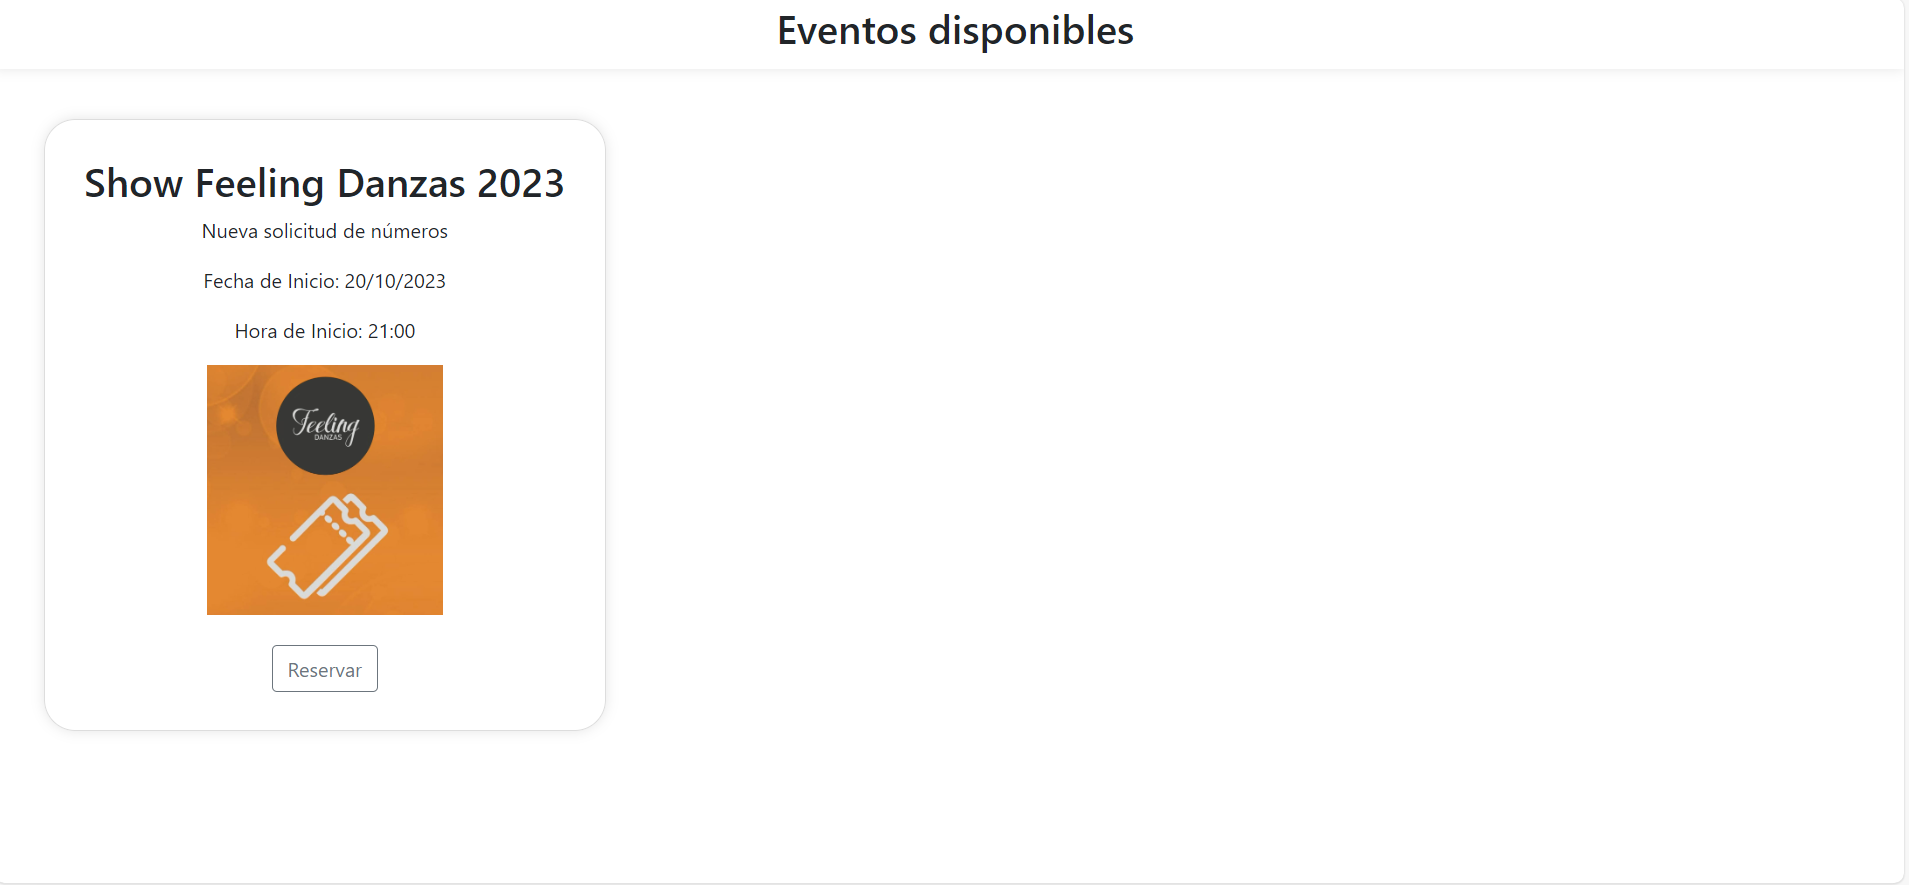 Eventos disponibles
Show Feeling Danzas 2023
Nueva solicitud de números
Fecha de Inicio: 20/10/2023
Hora de Inicio: 21:00
Feeling
DANZAS
Reservar